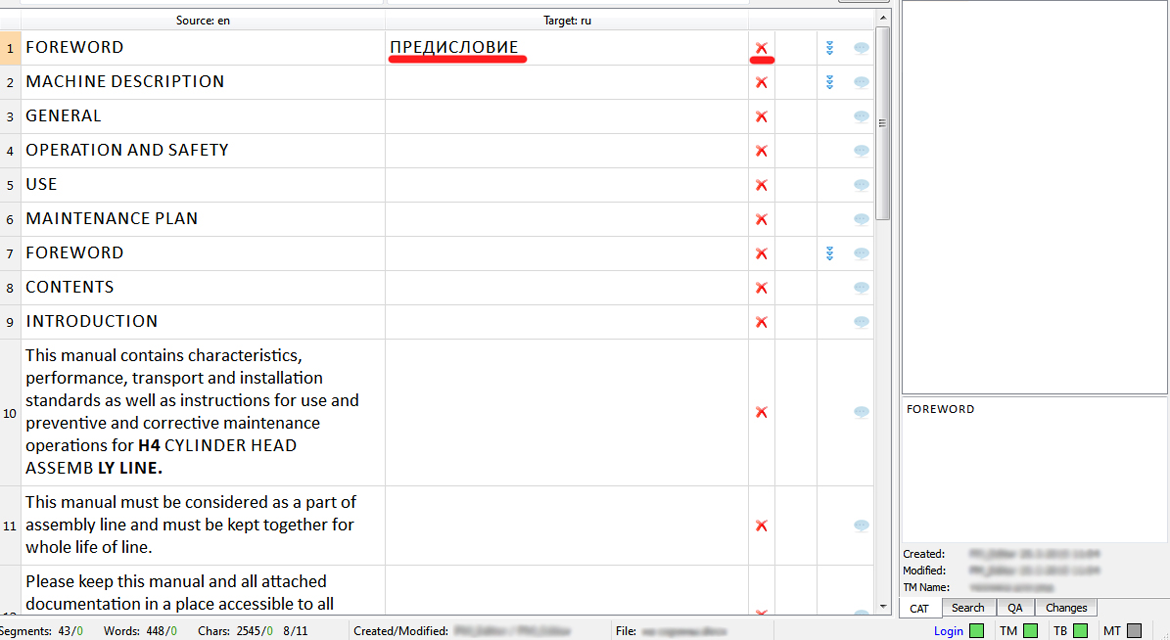 Source: en Target: ru
1 FOREWORD ПРЕДИСЛОВИЕ
2 MACHINE DESCRIPTION
3 GENERAL
4 OPERATION AND SAFETY
5 USE
6 MAINTENANCE PLAN
7 FOREWORD
8 CONTENTS
9 INTRODUCTION
This manual contains characteristics,
performance, transport and installation
standards as well as instructions for use and
10 preventive and corrective maintenance
operations for H4 CYLINDER HEAD
ASSEMB LY LINE.
This manual must be considered as a part of
11 assembly line and must be kept together for
whole life of line.
Please keep this manual and all attached
documentation in a place accessible to all
FOREWORD
Created:
Modified:
TM Name:
CAT Search QA Changes
Segments: 43/0 Words: 448/0 Chars: 2545/0 8/11 Created/Modified: File: Login TM TB MT